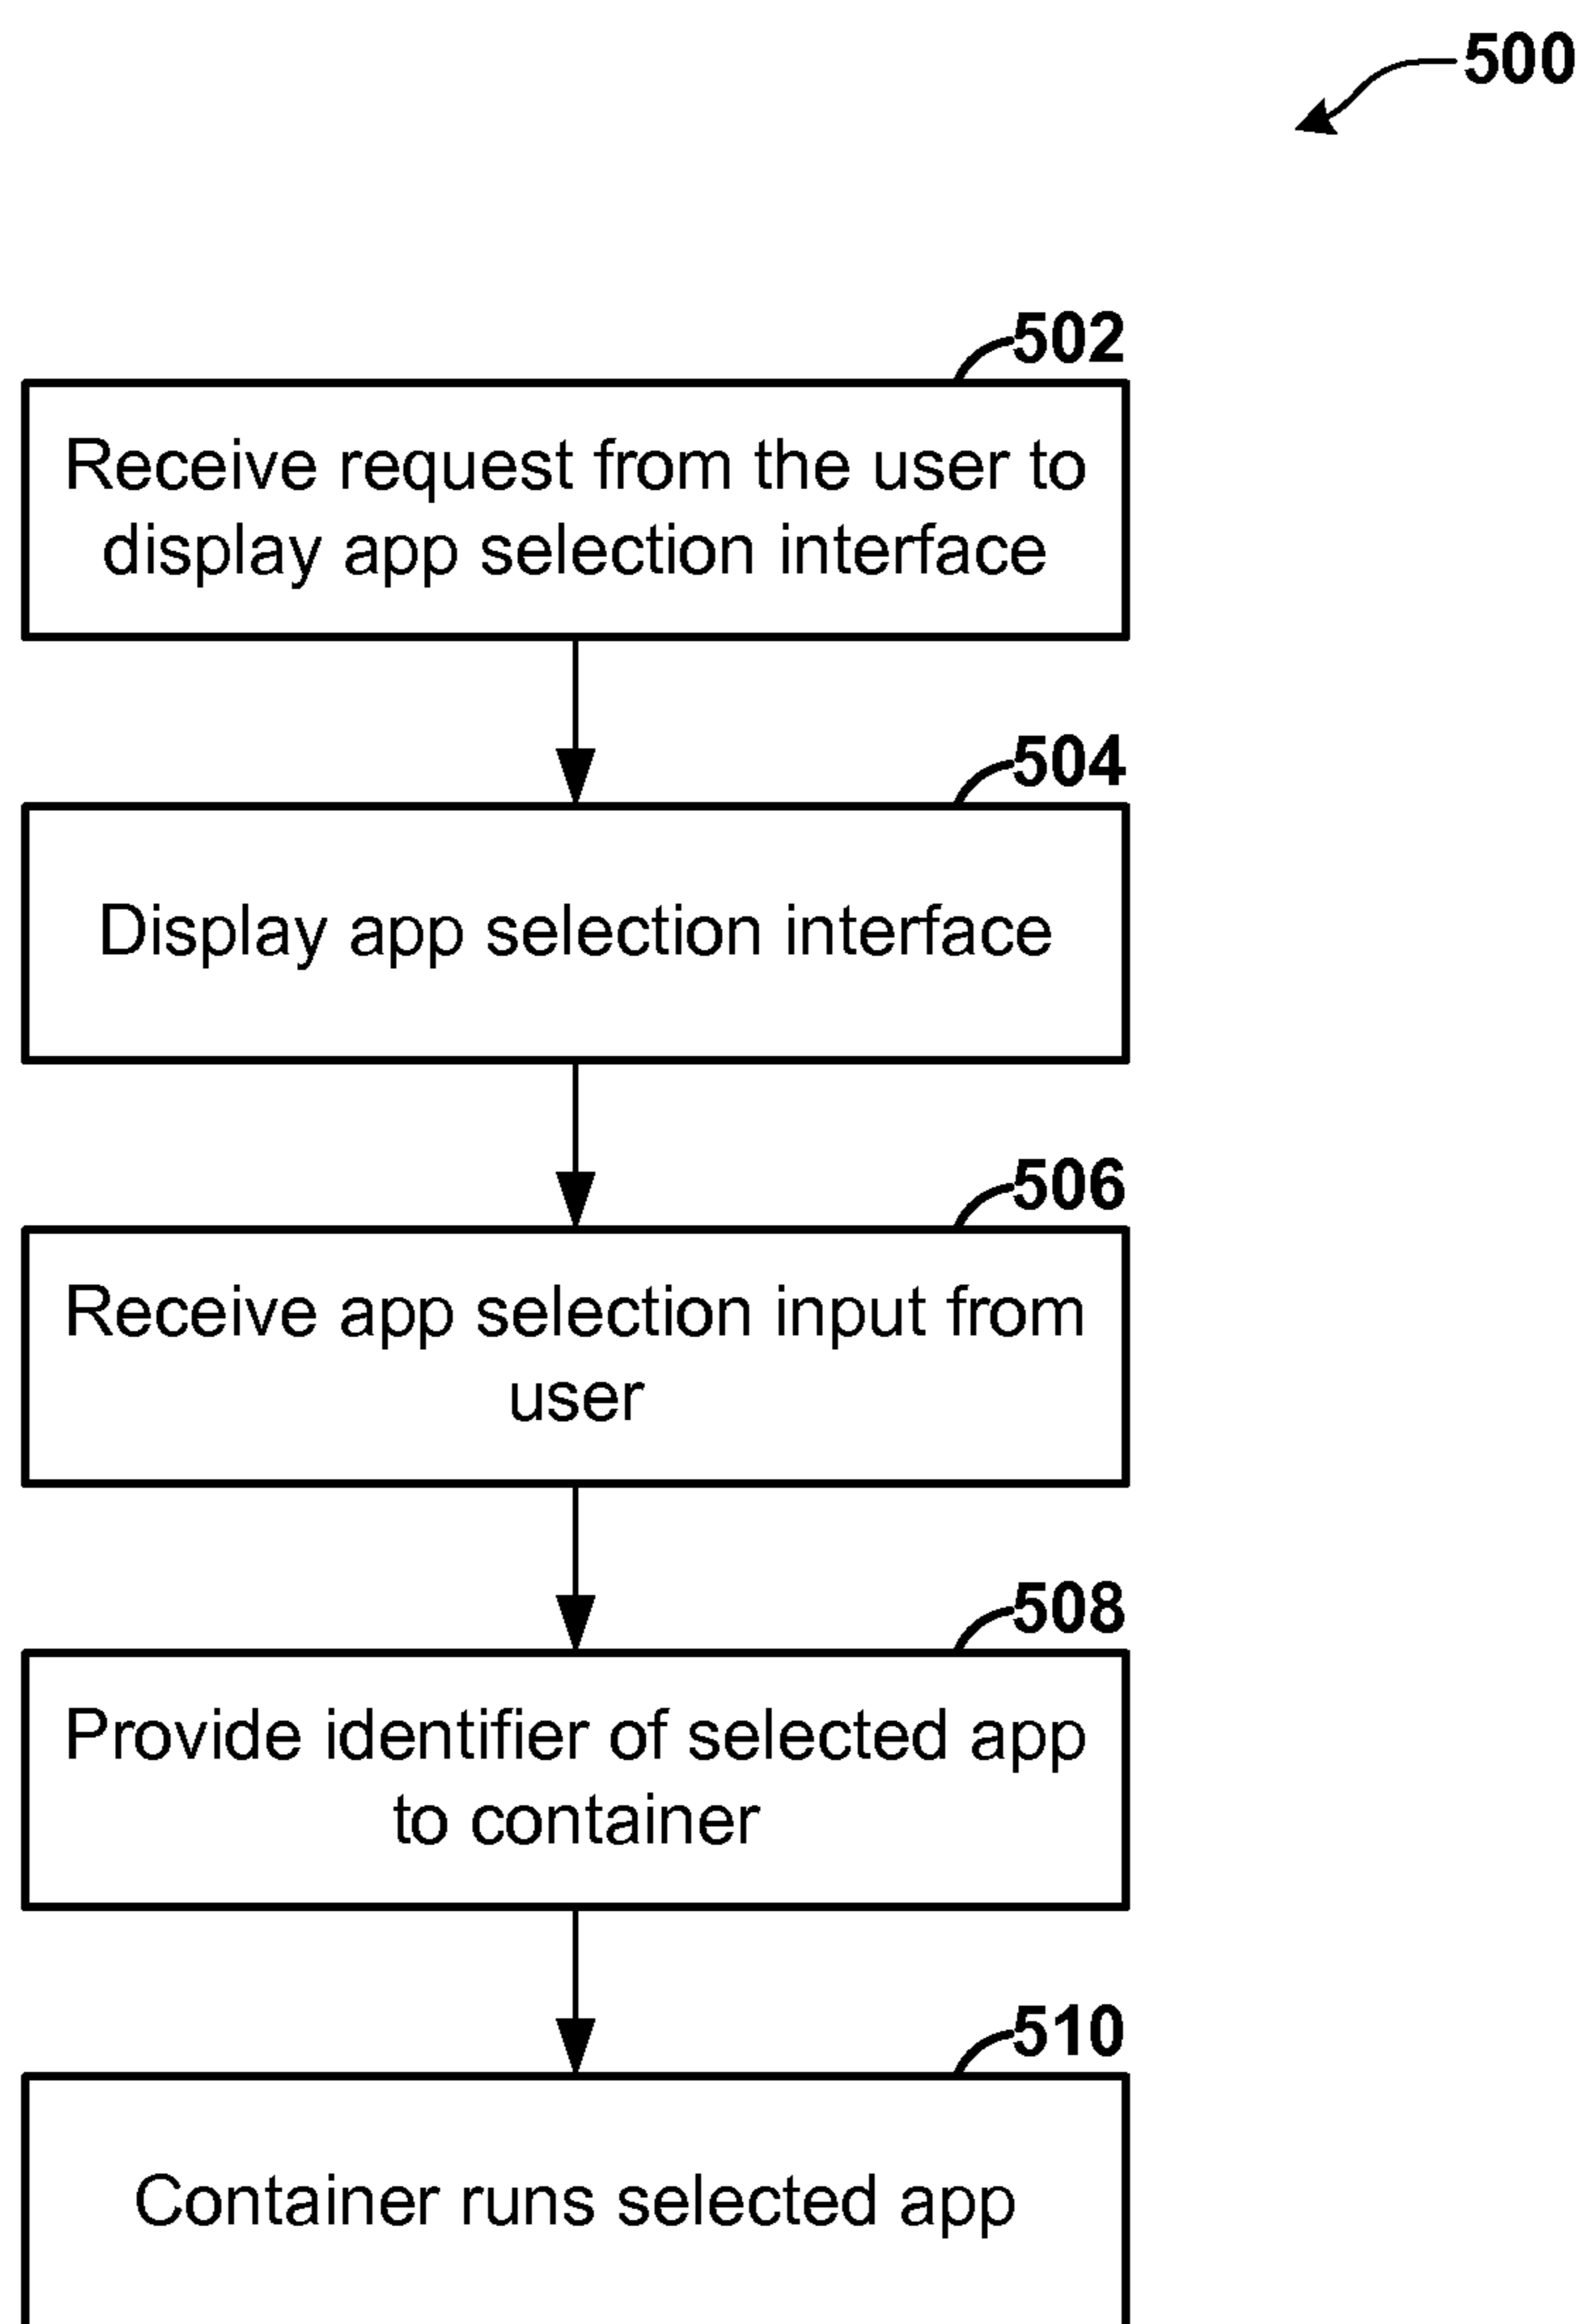 500
502
Receive request from the user to
display app selection interface
504
Display app selection interface
506
Receive app selection input from
user
508
Provide identifier of selected app
to container
510
Container runs selected app